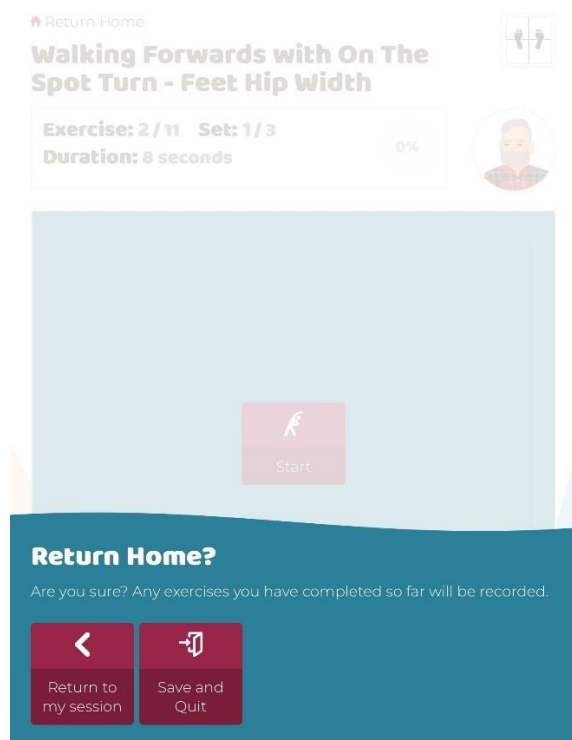 Return Home
Walking Forwards with On The
Spot Turn - Feet Hip Width
Exercise: 2 / 11 Set: 1 / 3
Duration: 8 seconds
0%
Start
Return Home?
Are you sure? Any exercises you have completed so far will be recorded.
Return to
my session
Save and
Quit